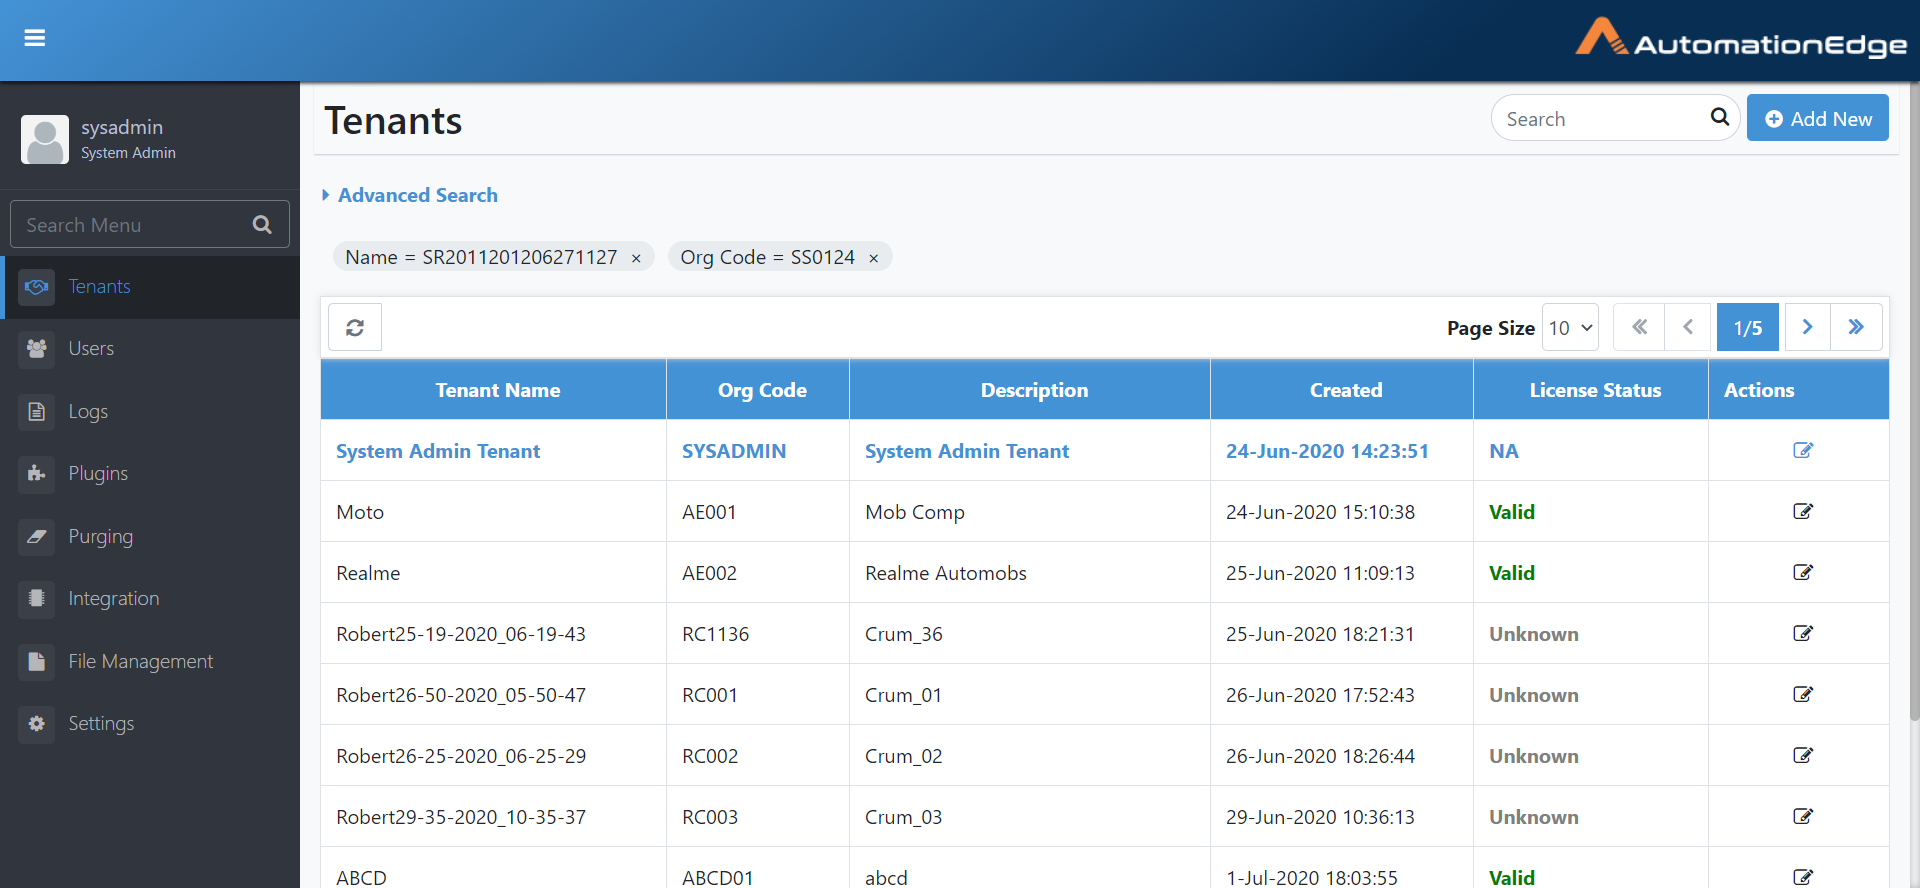 AutomationEdge
sysadmin
System Admin
Search Menu
Tenants
Users
Logs
Plugins
Purging
Integration
File Management
Settings
Tenants
Search
Add New
Advanced Search
Name = SR2011201206271127 × Org Code = SS0124 ×
Page Size 10 1/5
Tenant Name Org Code Description Created License Status Actions
System Admin Tenant SYSADMIN System Admin Tenant 24-Jun-2020 14:23:51 NA
Moto AE001 Mob Comp 24-Jun-2020 15:10:38 Valid
Realme AE002 Realme Automobs 25-Jun-2020 11:09:13 Valid
Robert25-19-2020_06-19-43 RC1136 Crum_36 25-Jun-2020 18:21:31 Unknown
Robert26-50-2020_05-50-47 RC001 Crum_01 26-Jun-2020 17:52:43 Unknown
Robert26-25-2020_06-25-29 RC002 Crum_02 26-Jun-2020 18:26:44 Unknown
Robert29-35-2020_10-35-37 RC003 Crum_03 29-Jun-2020 10:36:13 Unknown
ABCD ABCD01 abcd 1-Jul-2020 18:03:55 Valid